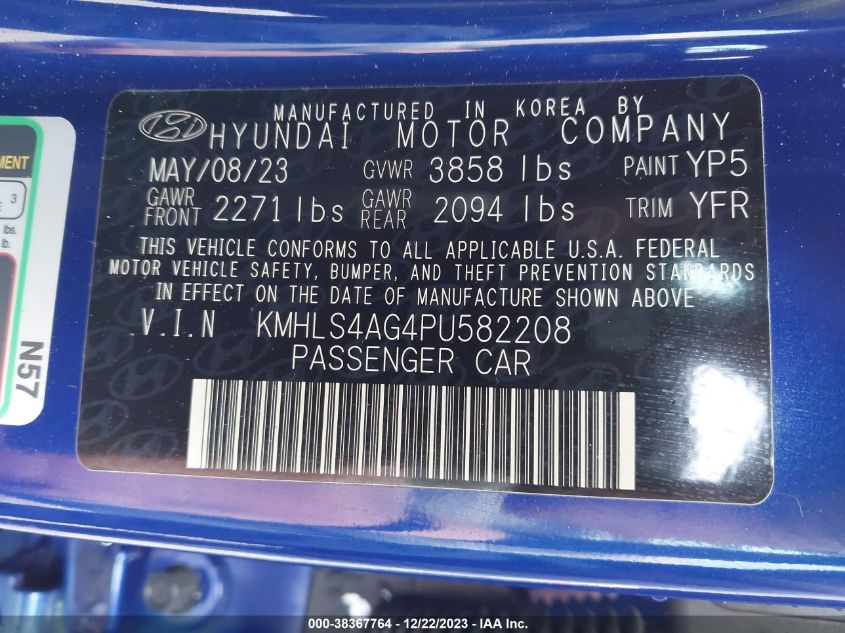 MANUFACTURED IN KOREA BY
HYUNDAI MOTOR COMPANY
MAY/08/23 GVWR 3858 lbs PAINT YP5
GAWR FRONT 2271 lbs GAWR REAR 2094 lbs TRIM YFR
THIS VEHICLE CONFORMS TO ALL APPLICABLE U.S.A. FEDERAL
MOTOR VEHICLE SAFETY, BUMPER, AND THEFT PREVENTION STANDARDS
IN EFFECT ON THE DATE OF MANUFACTURE SHOWN ABOVE
V.I.N KMHLS4AG4PU582208
PASSENGER CAR
3
lbs.
lb.
N57
000-38367764 - 12/22/2023 - IAA Inc.